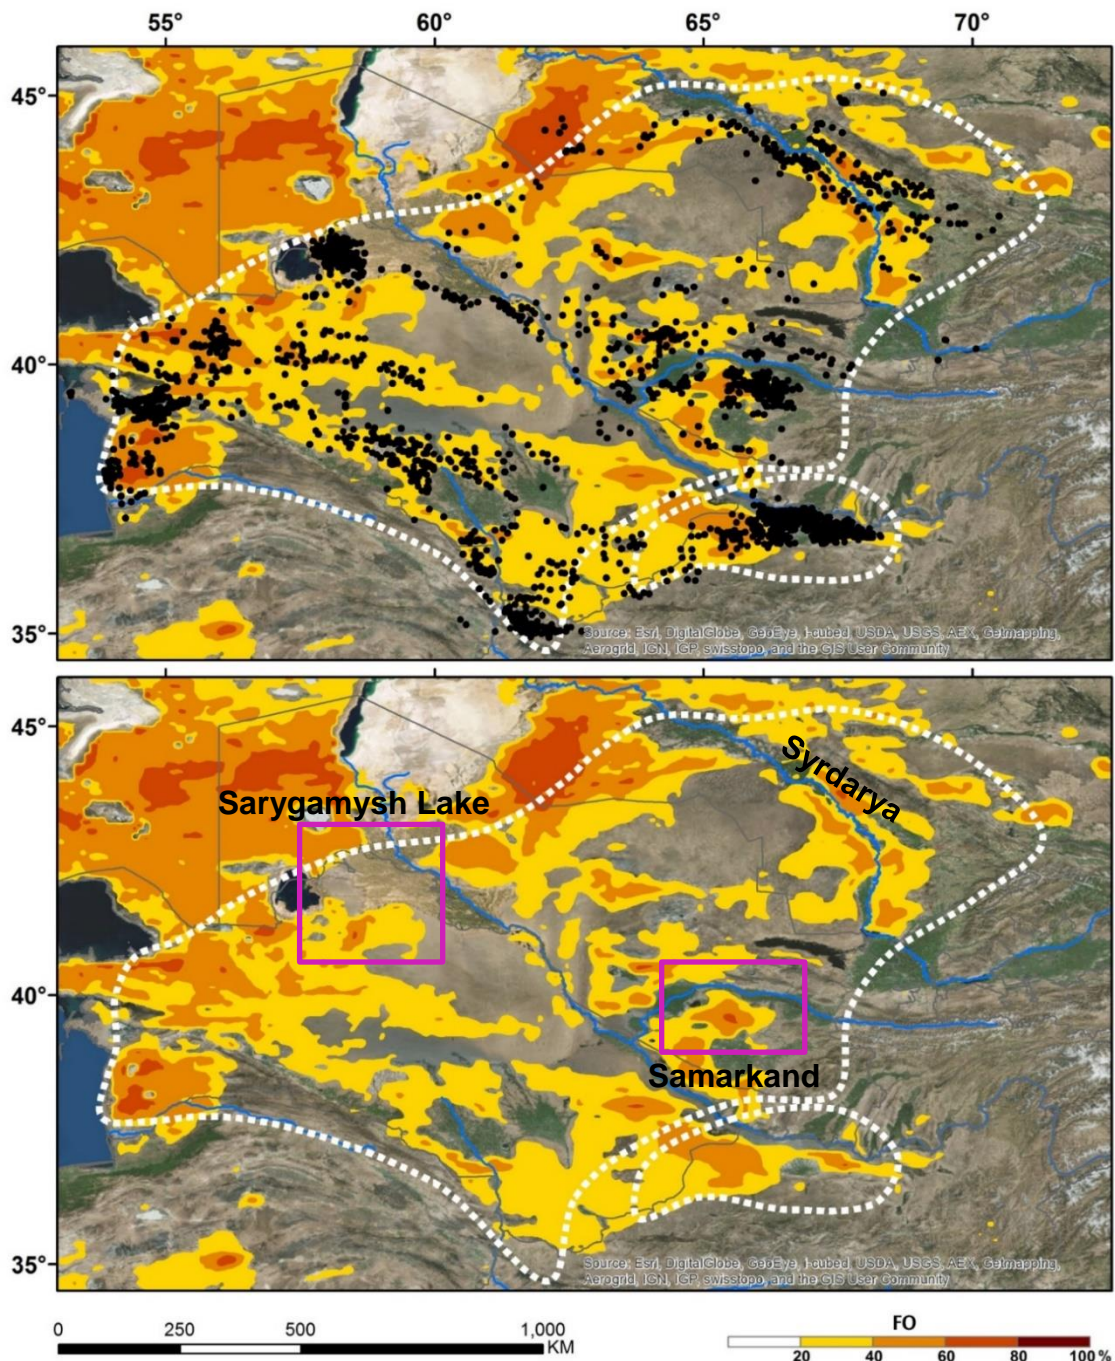 55° 60° 65° 70°
45°
40°
35°
Source: Esri, DigitalGlobe, GeoEye, i-cubed, USDA, USGS, AEX, Getmapping,
Aerogrid, IGN, IGP, swisstopo, and the GIS User Community
45°
Syrdarya
Sarygamysh Lake
40°
Samarkand
35°
Source: Esri, DigitalGlobe, GeoEye, i-cubed, USDA, USGS, AEX, Getmapping,
Aerogrid, IGN, IGP, swisstopo, and the GIS User Community
0 250 500 1,000
KM
FO
20 40 60 80 100 %